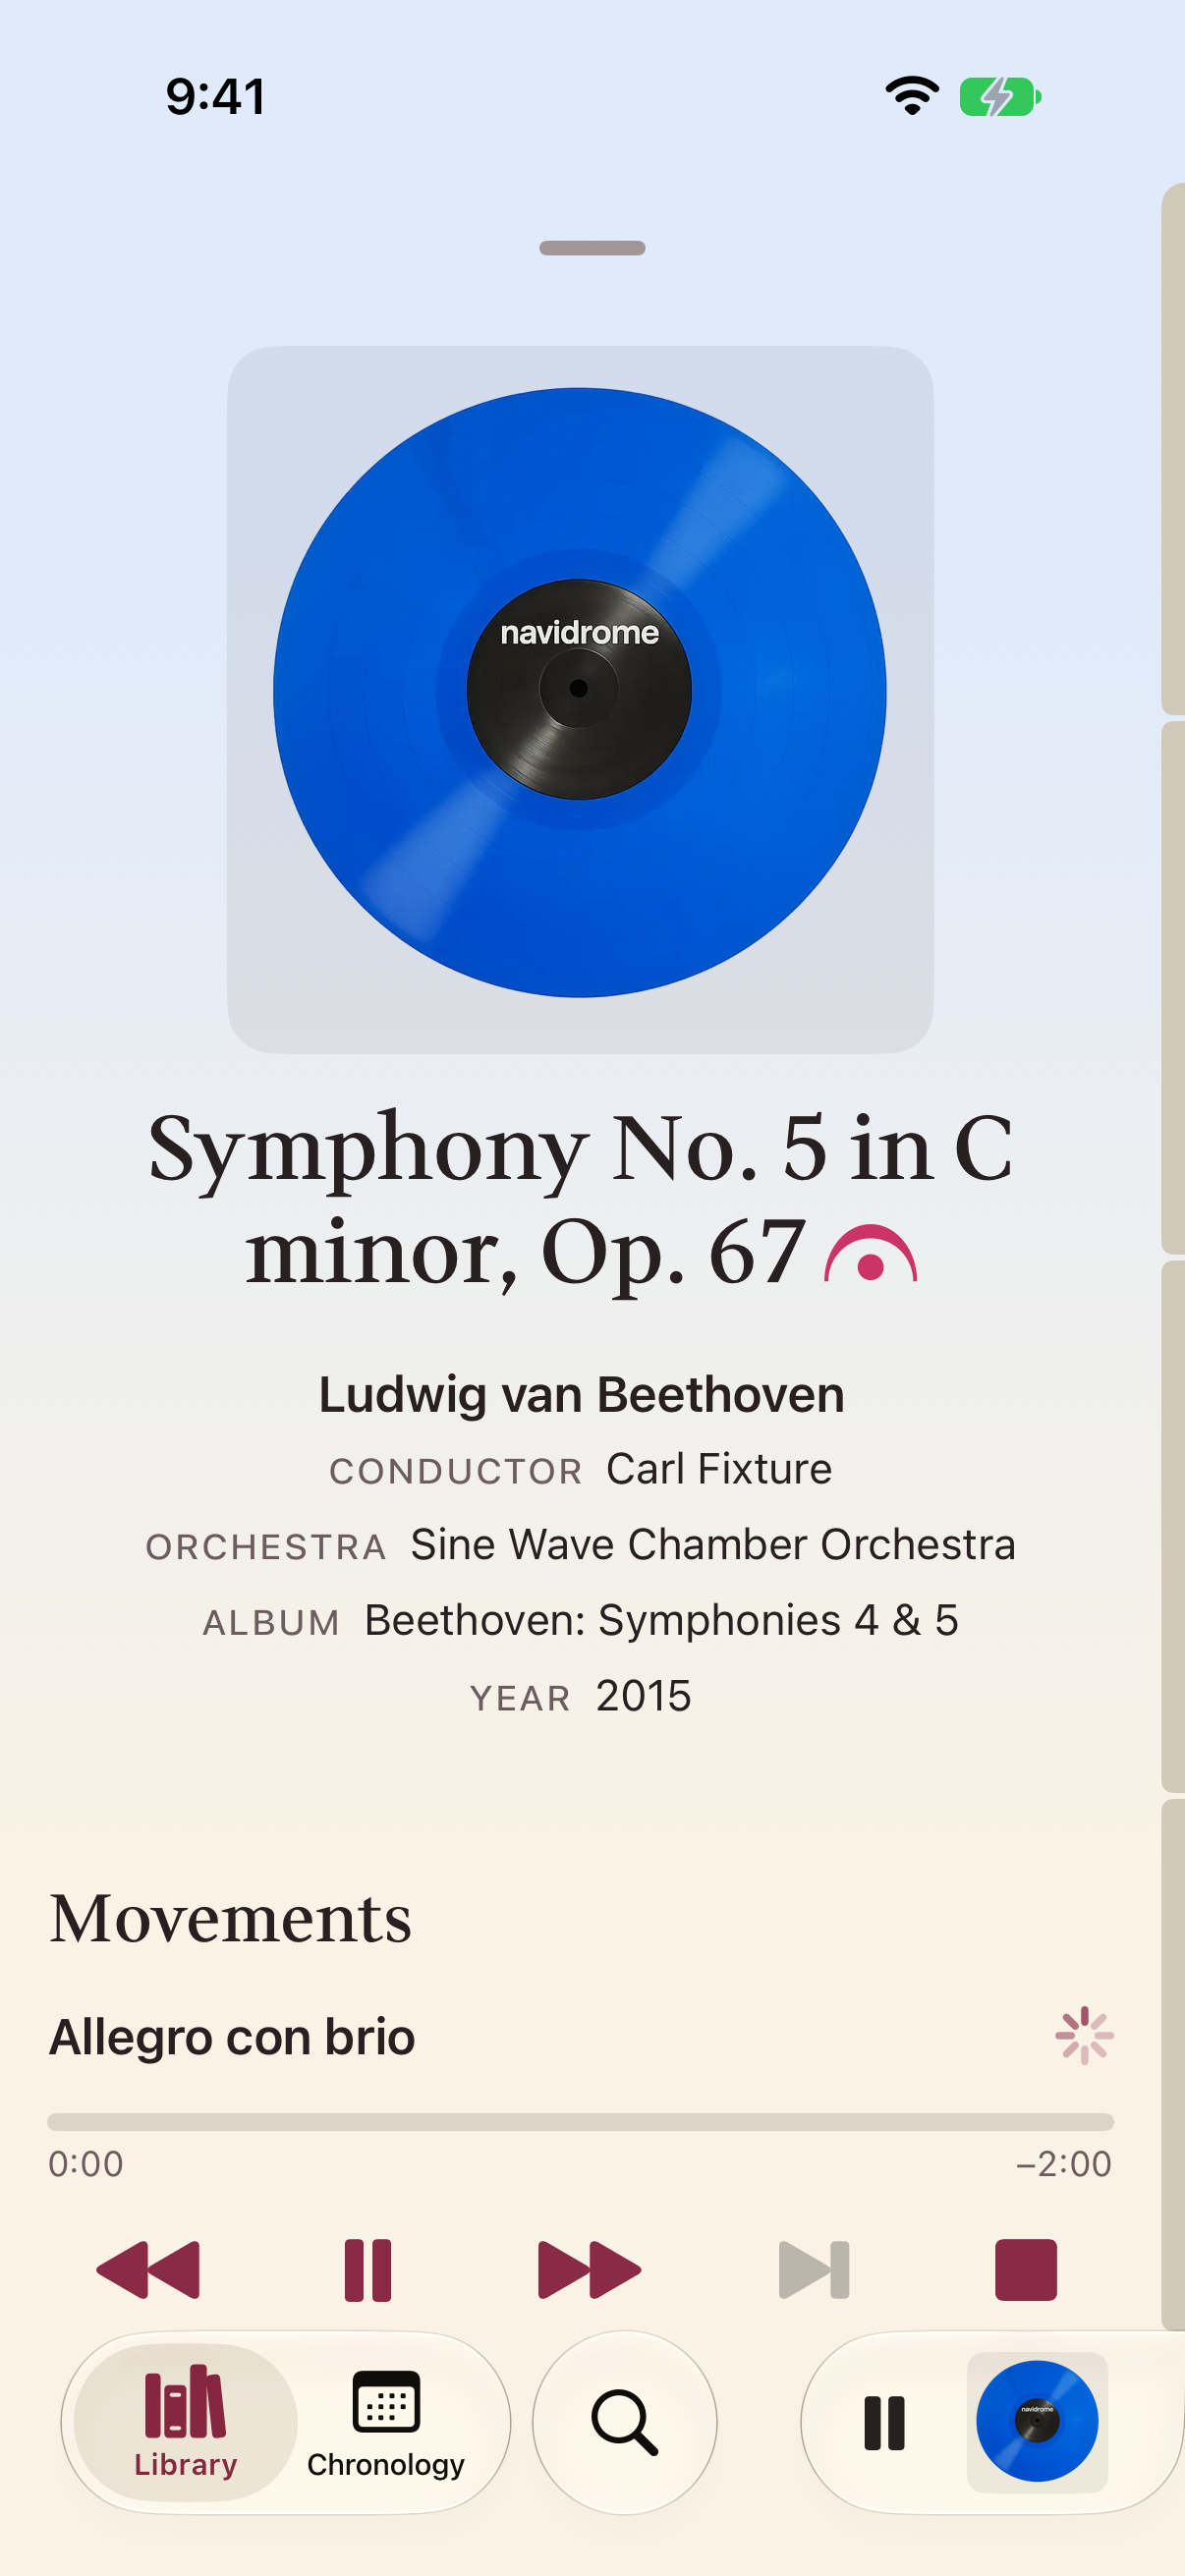 9:41
navidrome
Symphony No. 5 in C
minor, Op. 67
Ludwig van Beethoven
CONDUCTOR Carl Fixture
ORCHESTRA Sine Wave Chamber Orchestra
ALBUM Beethoven: Symphonies 4 & 5
YEAR 2015
Movements
Allegro con brio
0:00 –2:00
Library Chronology
navidrome